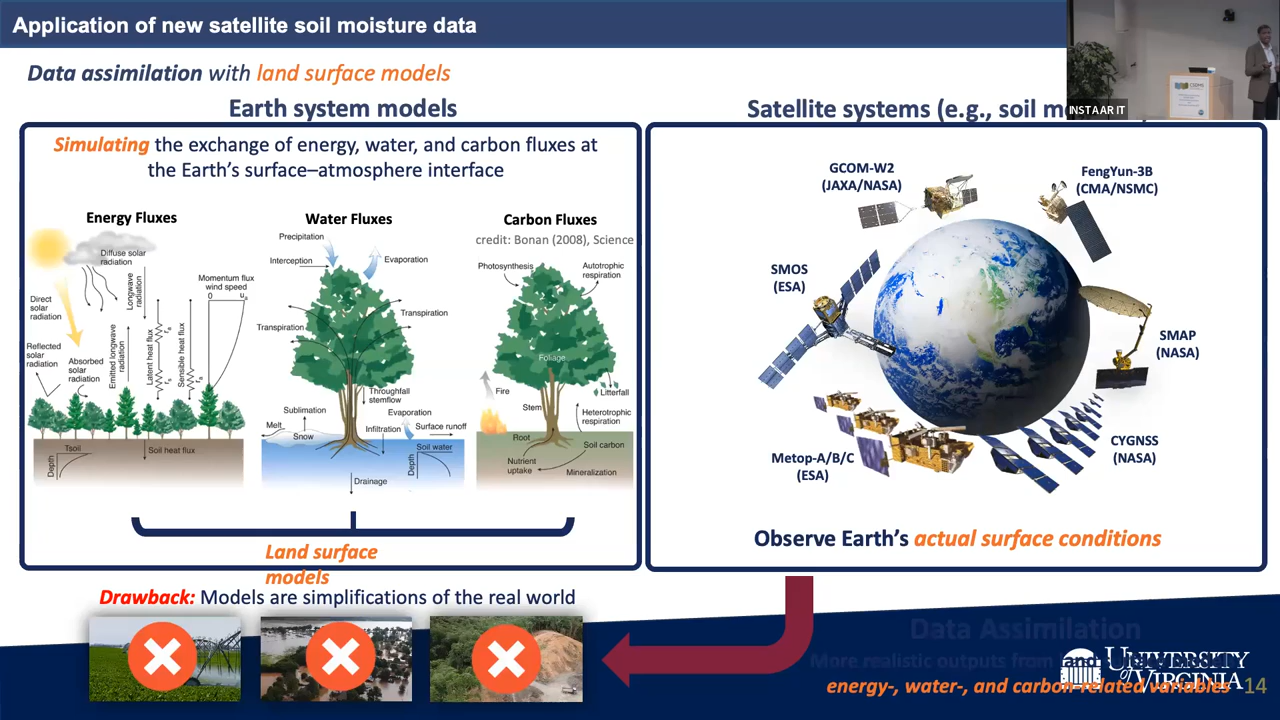 Application of new satellite soil moisture data
INSTAAR IT
Data assimilation with land surface models
Earth system models
Simulating the exchange of energy, water, and carbon fluxes at
the Earth's surface–atmosphere interface
Energy Fluxes
Diffuse solar
radiation
Direct
solar
radiation
Longwave
radiation
Momentum flux
wind speed
0
Reflected
solar
radiation
Absorbed
solar
radiation
Emitted longwave
radiation
Latent heat flux
Sensible heat flux
Tsoil
Depth
Soil heat flux
Water Fluxes
Precipitation
Interception
Evaporation
Transpiration
Transpiration
Throughfall
stemflow
Sublimation
Evaporation
Melt
Snow
Infiltration
Surface runoff
Soil water
Depth
Drainage
Carbon Fluxes
credit: Bonan (2008), Science
Photosynthesis
Autotrophic
respiration
Foliage
Fire
Litterfall
Stem
Heterotrophic
respiration
Root
Soil carbon
Nutrient
uptake
Mineralization
Land surface
models
Drawback: Models are simplifications of the real world
Satellite systems (e.g., soil
GCOM-W2
(JAXA/NASA)
FengYun-3B
(CMA/NSMC)
SMOS
(ESA)
SMAP
(NASA)
Metop-A/B/C
(ESA)
CYGNSS
(NASA)
Observe Earth's actual surface conditions
Data Assimilation
More realistic outputs from land
energy-, water-, and carbon-related variables
UNIVERSITY
of VIRGINIA
14